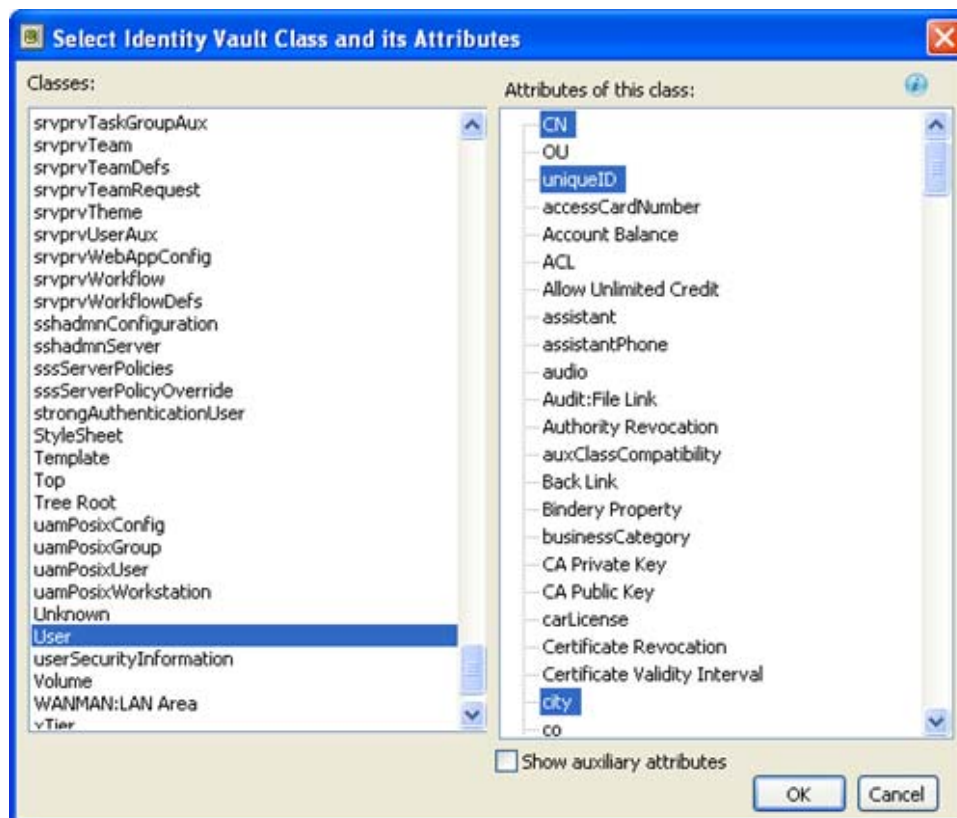 Select Identity Vault Class and its Attributes
Classes:
srvprvTaskGroupAux
srvprvTeam
srvprvTeamDefs
srvprvTeamRequest
srvprvTheme
srvprvUserAux
srvprvWebAppConfig
srvprvWorkflow
srvprvWorkflowDefs
sshadmnConfiguration
sshadmnServer
sssServerPolicies
sssServerPolicyOverride
strongAuthenticationUser
StyleSheet
Template
Top
Tree Root
uamPosixConfig
uamPosixGroup
uamPosixUser
uamPosixWorkstation
Unknown
User
userSecurityInformation
Volume
WANMAN:LAN Area
vTier
Attributes of this class:
CN
OU
uniqueID
accessCardNumber
Account Balance
ACL
Allow Unlimited Credit
assistant
assistantPhone
audio
Audit:File Link
Authority Revocation
auxClassCompatibility
Back Link
Bindery Property
businessCategory
CA Private Key
CA Public Key
carLicense
Certificate Revocation
Certificate Validity Interval
city
co
Show auxiliary attributes
OK
Cancel